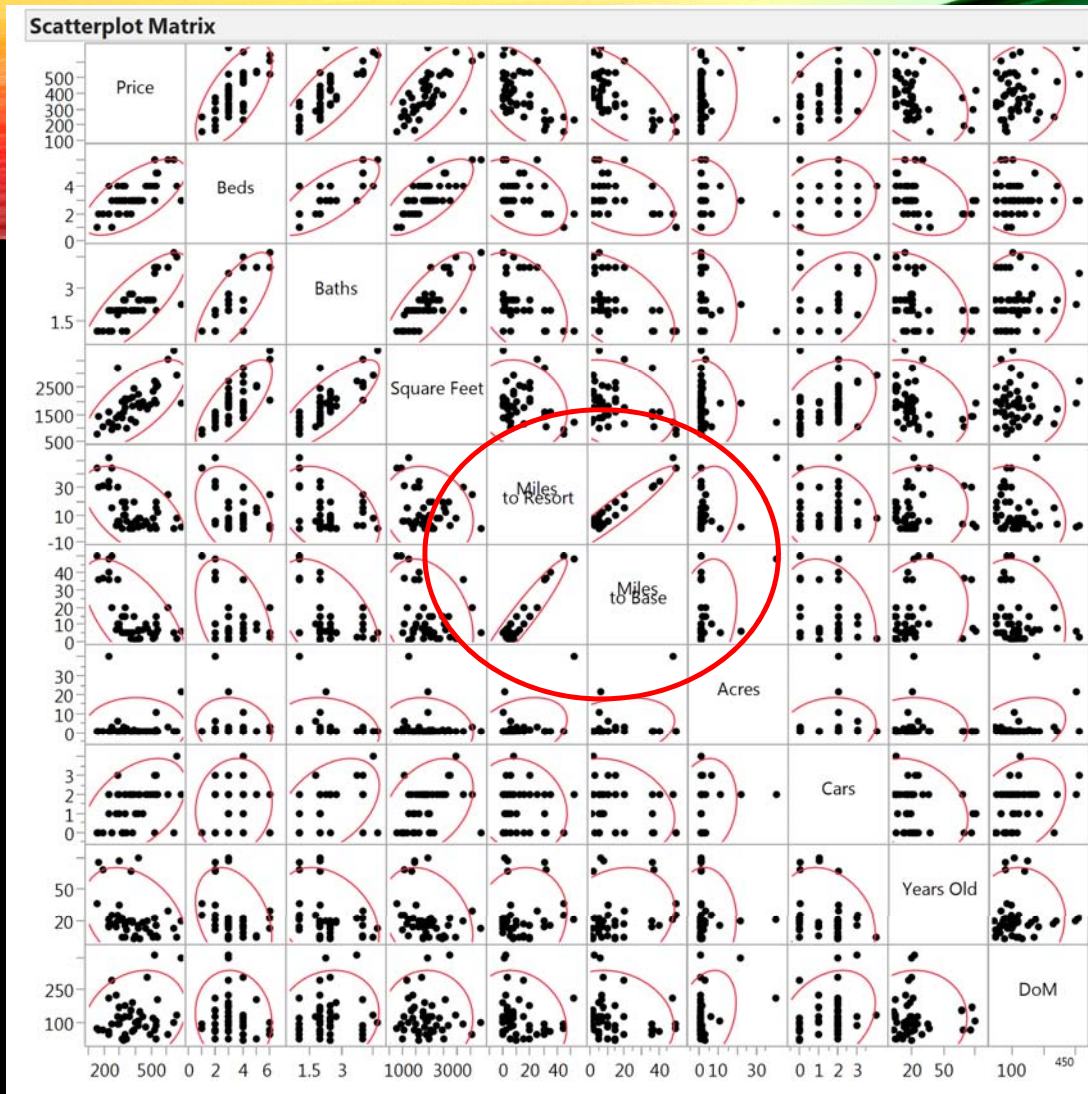 Scatterplot Matrix
Price
500
400
300
200
100
Beds
4
2
0
Baths
3
1.5
Square Feet
2500
1500
500
Miles
to Resort
30
10
-10
Miles
to Base
40
30
20
10
0
Acres
30
20
10
0
Cars
3
2
1
0
Years Old
50
20
DoM
250
100
200 500 0 2 4 6 1.5 3 1000 3000 0 20 40 0 20 40 0 10 30 0 1 2 3 20 50 100 450